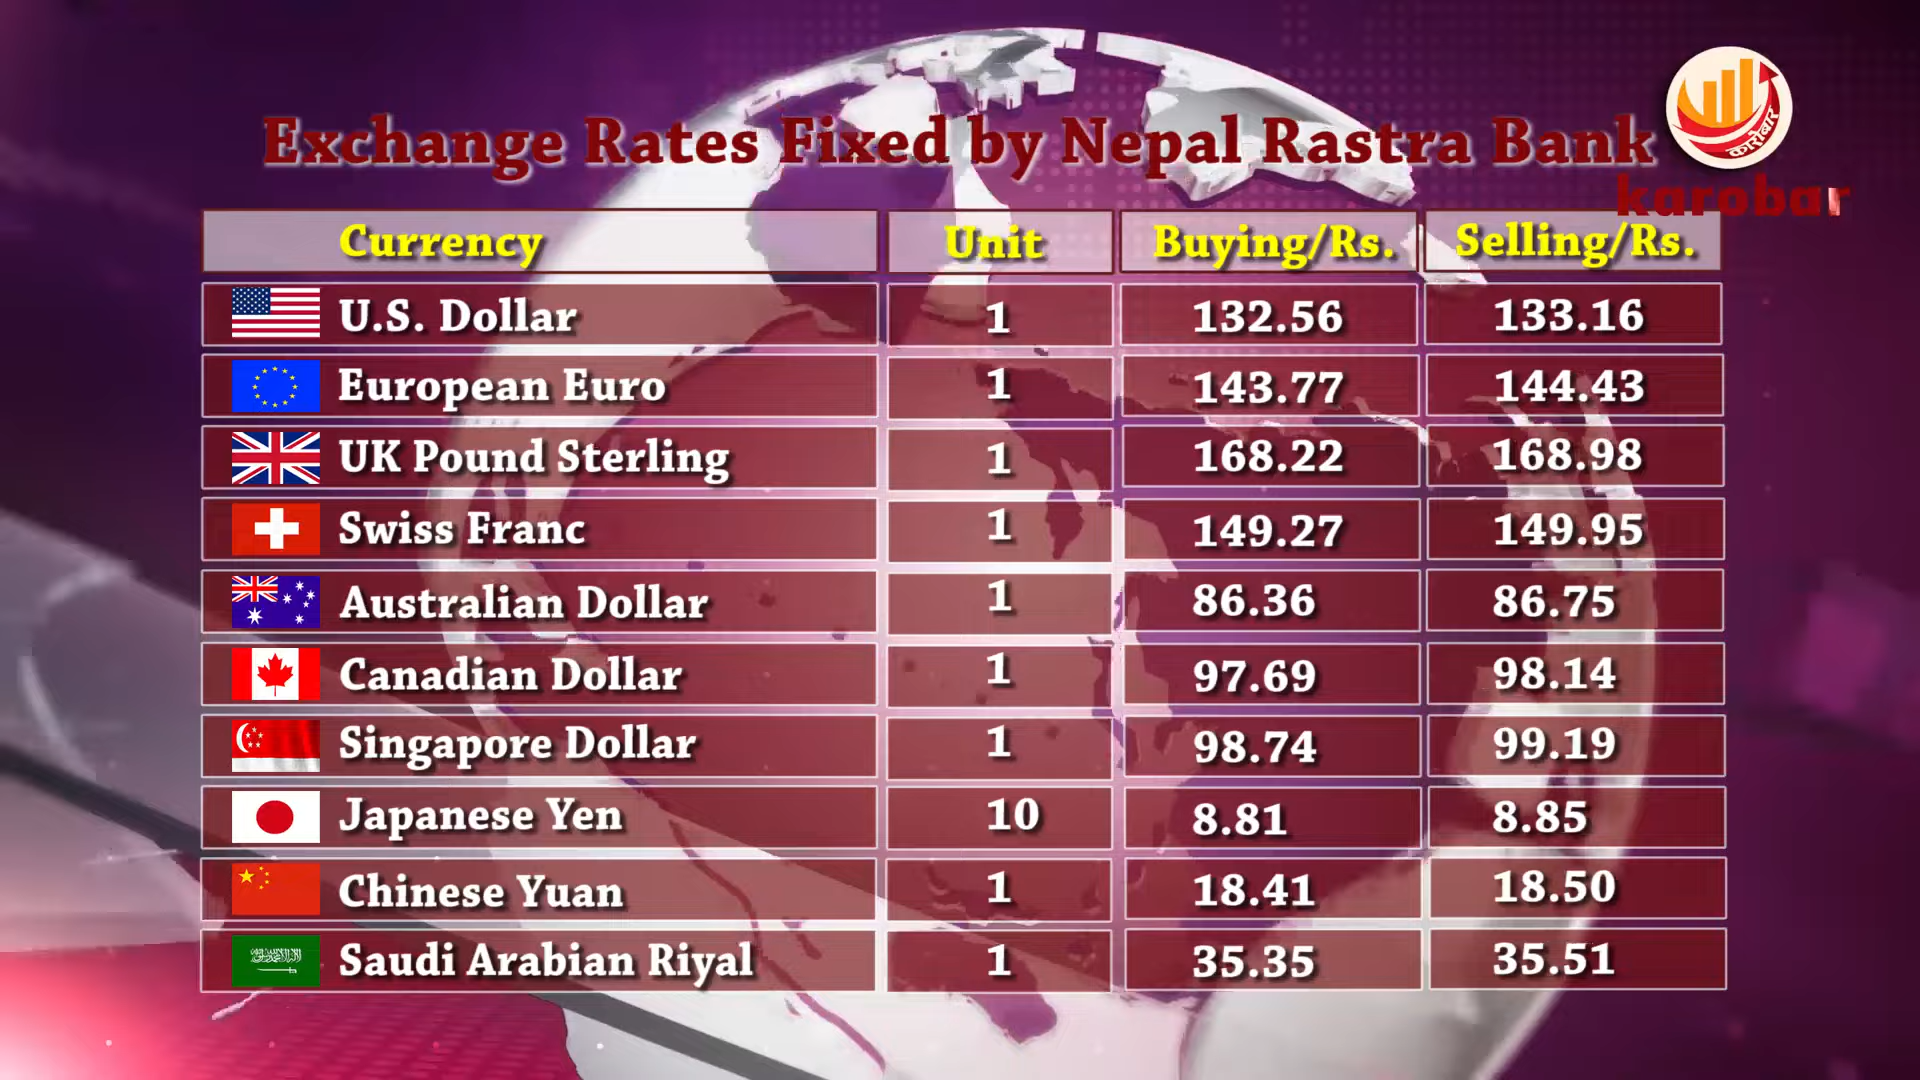 Exchange Rates Fixed by Nepal Rastra Bank
कारोबार
karobar
Currency Unit Buying/Rs. Selling/Rs.
U.S. Dollar 1 132.56 133.16
European Euro 1 143.77 144.43
UK Pound Sterling 1 168.22 168.98
Swiss Franc 1 149.27 149.95
Australian Dollar 1 86.36 86.75
Canadian Dollar 1 97.69 98.14
Singapore Dollar 1 98.74 99.19
Japanese Yen 10 8.81 8.85
Chinese Yuan 1 18.41 18.50
Saudi Arabian Riyal 1 35.35 35.51